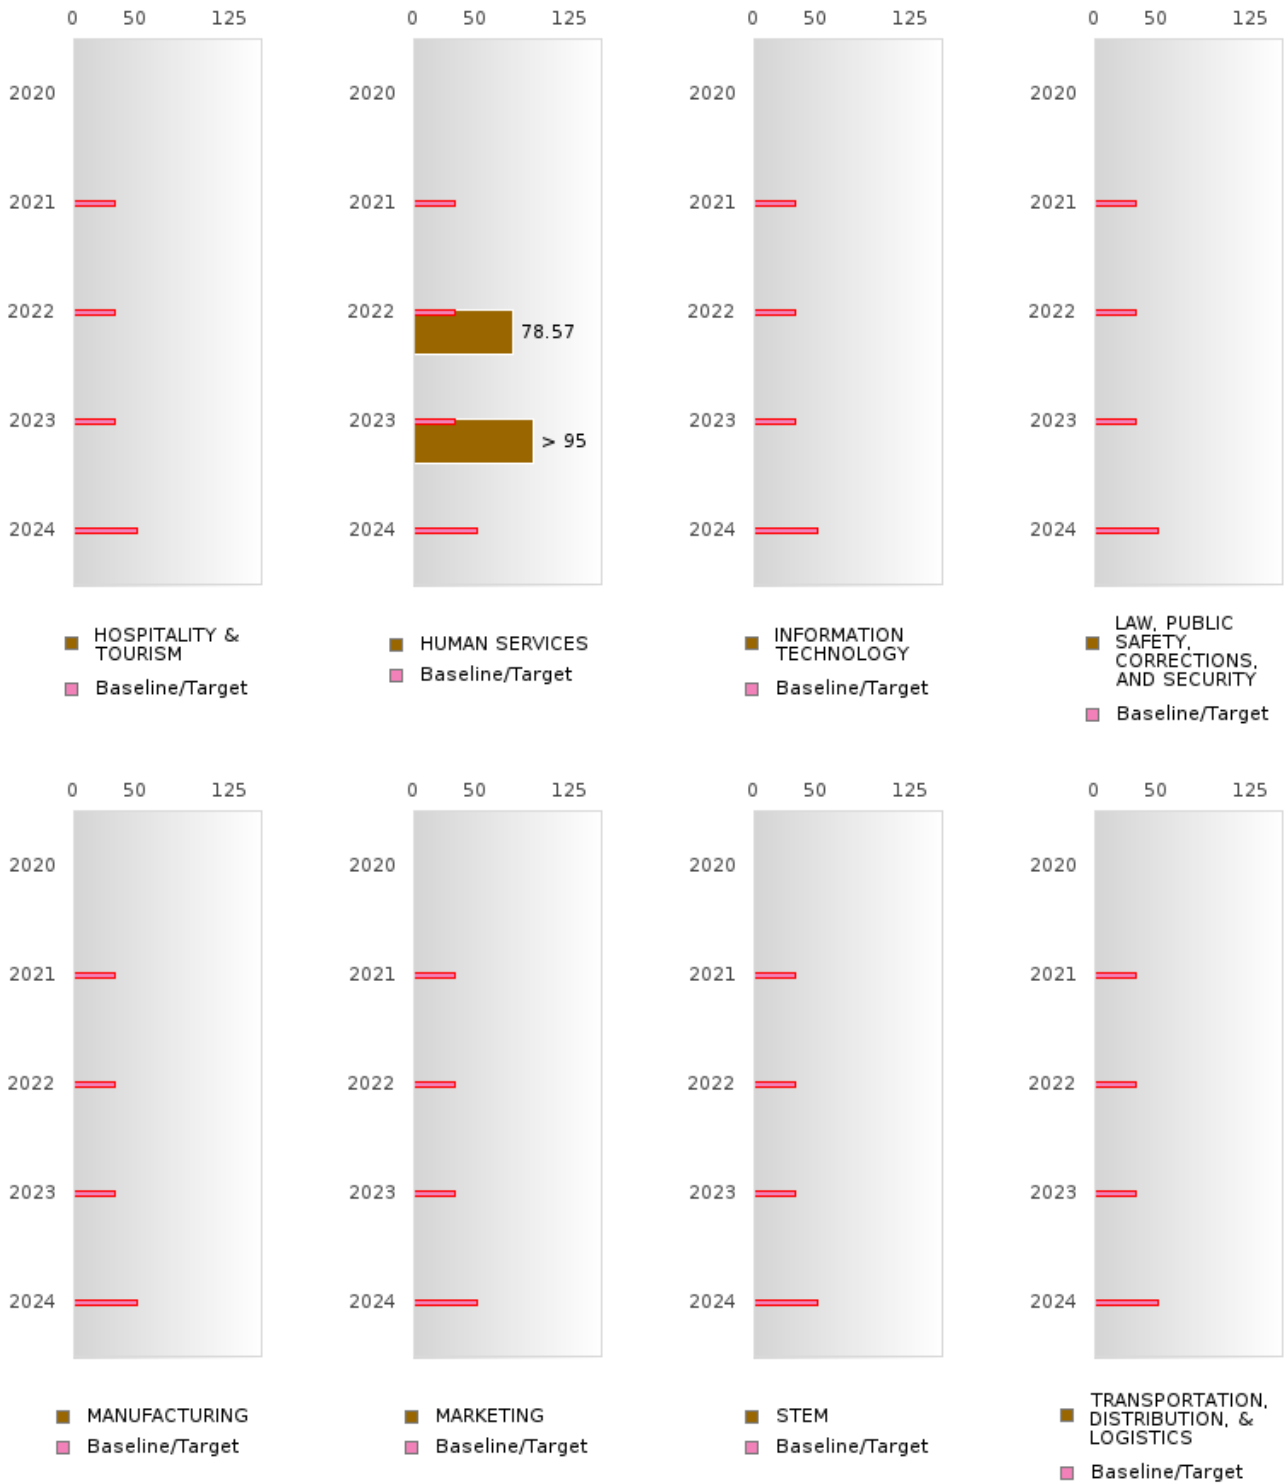 0 50 125
2020
2021
2022
2023
2024
HOSPITALITY &
TOURISM
Baseline/Target
0 50 125
2020
2021
2022
78.57
2023
> 95
2024
HUMAN SERVICES
Baseline/Target
0 50 125
2020
2021
2022
2023
2024
INFORMATION
TECHNOLOGY
Baseline/Target
0 50 125
2020
2021
2022
2023
2024
LAW, PUBLIC
SAFETY,
CORRECTIONS,
AND SECURITY
Baseline/Target
0 50 125
2020
2021
2022
2023
2024
MANUFACTURING
Baseline/Target
0 50 125
2020
2021
2022
2023
2024
MARKETING
Baseline/Target
0 50 125
2020
2021
2022
2023
2024
STEM
Baseline/Target
0 50 125
2020
2021
2022
2023
2024
TRANSPORTATION,
DISTRIBUTION, &
LOGISTICS
Baseline/Target